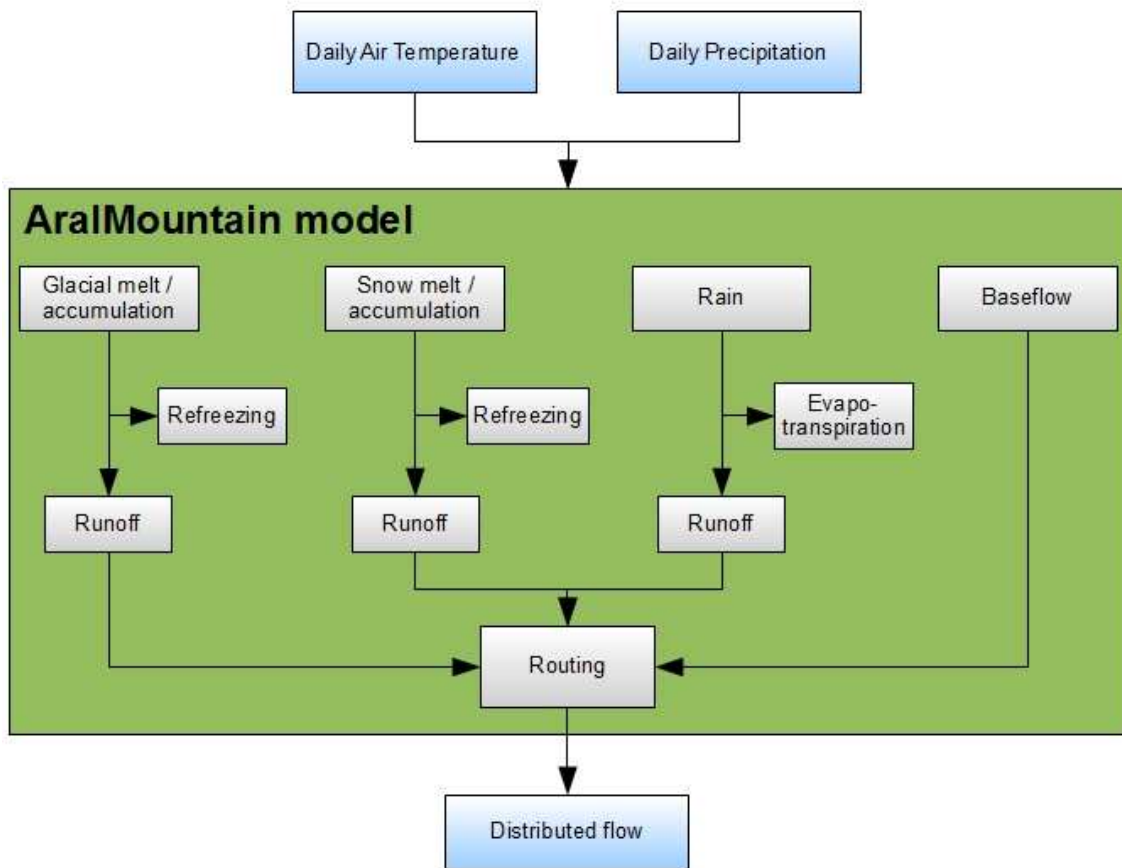 Daily Air Temperature
Daily Precipitation
AralMountain model
Glacial melt /
accumulation
Snow melt /
accumulation
Rain
Baseflow
Refreezing
Refreezing
Evapo-
transpiration
Runoff
Runoff
Runoff
Routing
Distributed flow